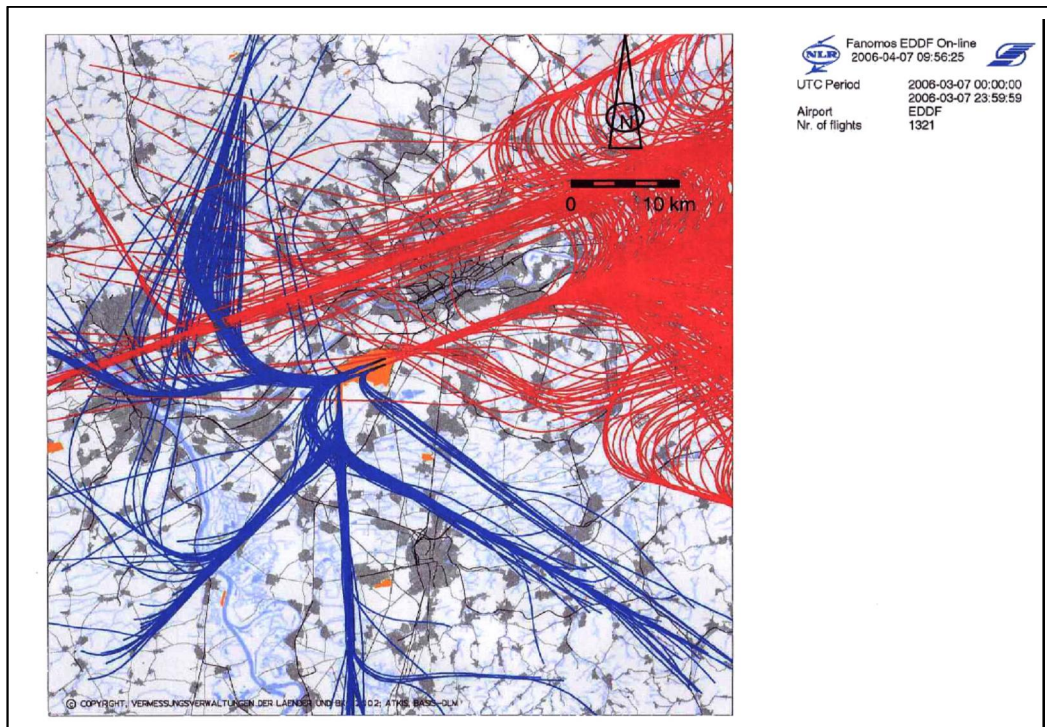 NLR
Fanomos EDDF On-line
2006-04-07 09:56:25
UTC Period 2006-03-07 00:00:00
2006-03-07 23:59:59
Airport EDDF
Nr. of flights 1321
N
0 10 km
© COPYRIGHT, VERMESSUNGSVERWALTUNGEN DER LAENDER UND BKG 2002; ATKIS, BASIS-DLM